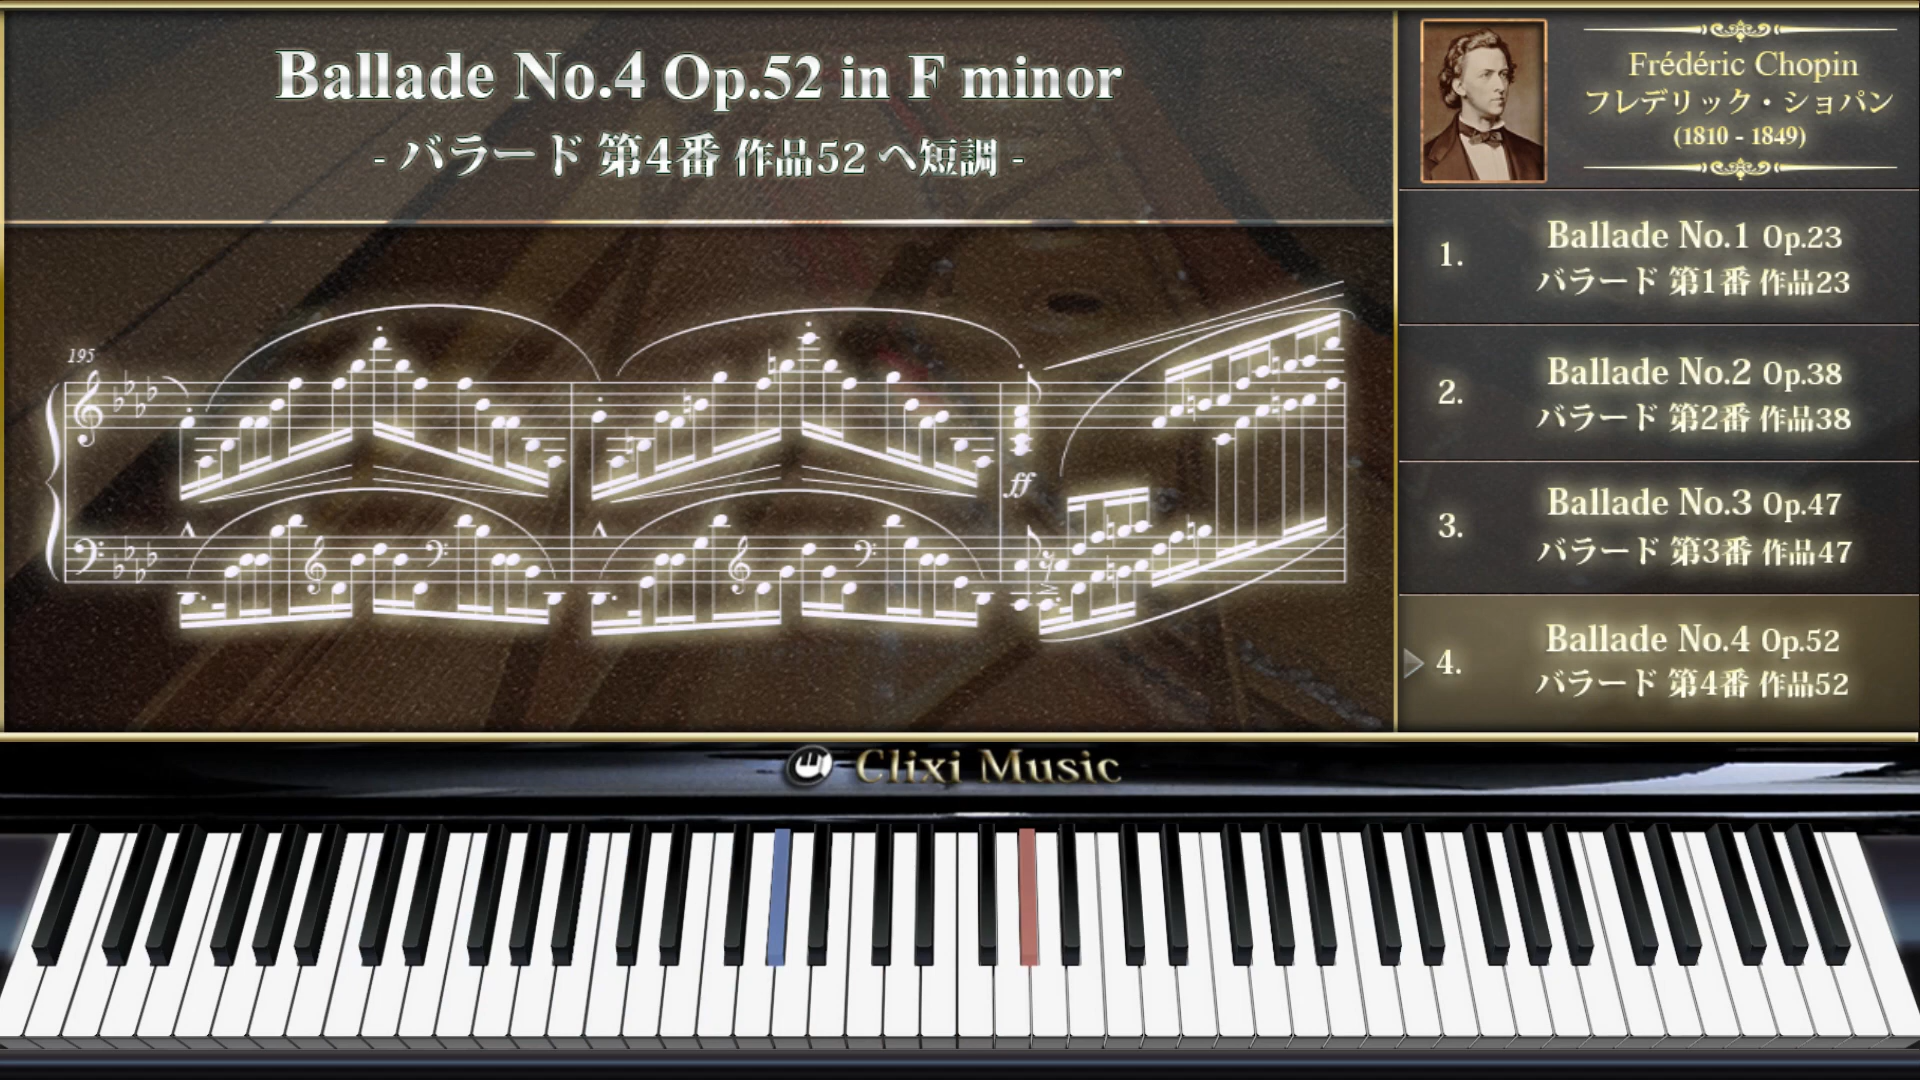 Ballade No.4 Op.52 in F minor
- バラード 第4番 作品52 ヘ短調 -
195
ff
Frédéric Chopin
フレデリック・ショパン
(1810 - 1849)
1. Ballade No.1 Op.23
バラード 第1番 作品23
2. Ballade No.2 Op.38
バラード 第2番 作品38
3. Ballade No.3 Op.47
バラード 第3番 作品47
4. Ballade No.4 Op.52
バラード 第4番 作品52
Clixi Music